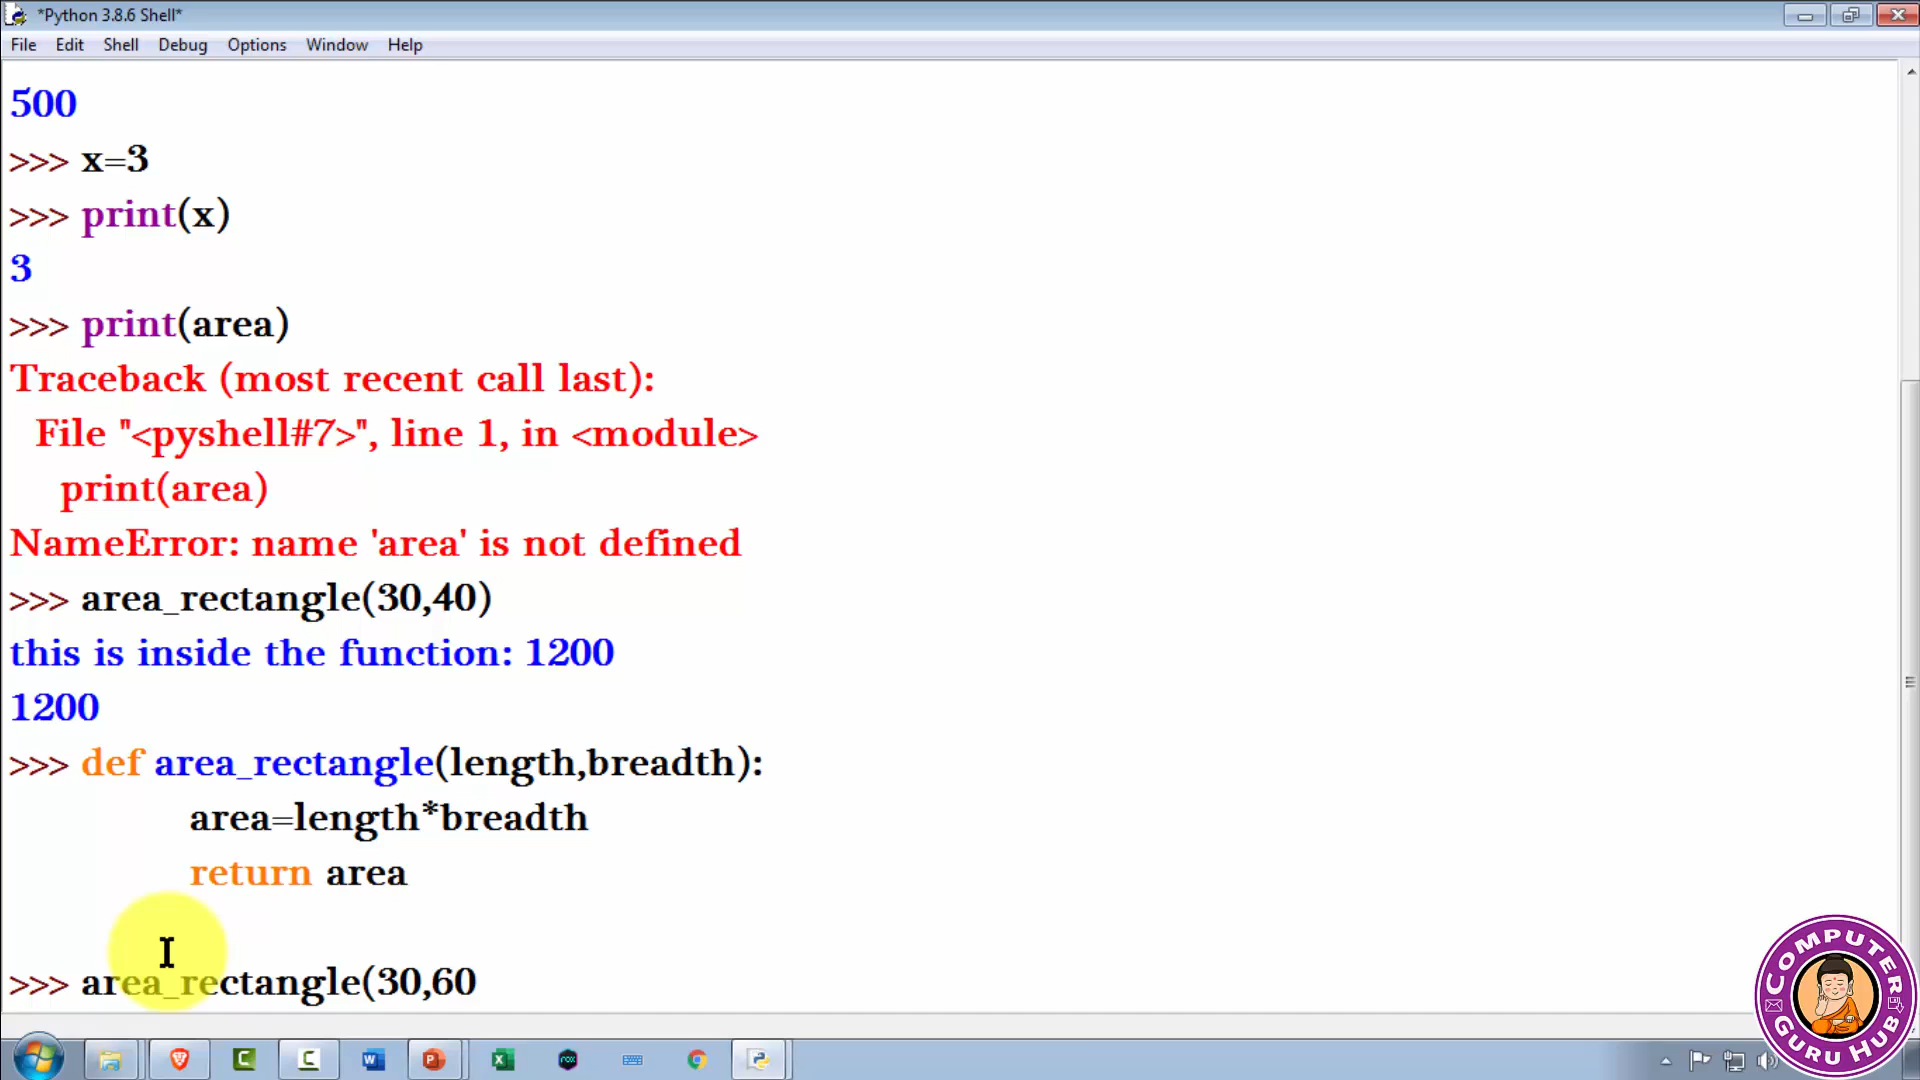 *Python 3.8.6 Shell*
File Edit Shell Debug Options Window Help
500
>>> x=3
>>> print(x)
3
>>> print(area)
Traceback (most recent call last):
  File "<pyshell#7>", line 1, in <module>
    print(area)
NameError: name 'area' is not defined
>>> area_rectangle(30,40)
this is inside the function: 1200
1200
>>> def area_rectangle(length,breadth):
        area=length*breadth
        return area
>>> area_rectangle(30,60
COMPUTER
GURU HUB